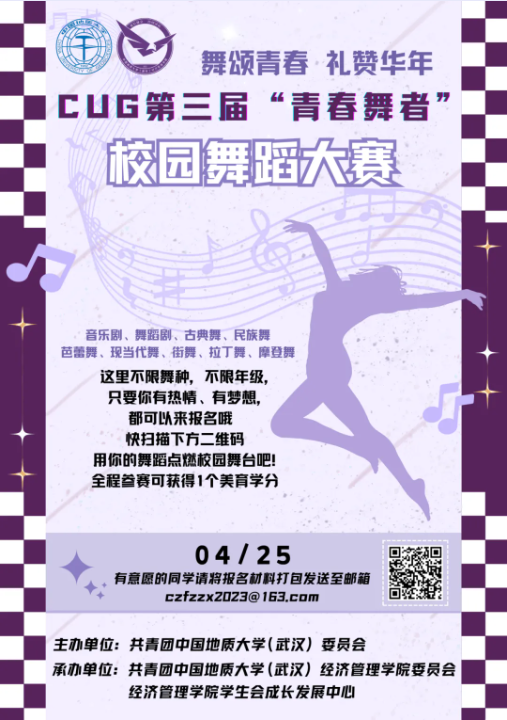 中国地质大学
舞颂青春 礼赞华年
CUG第三届“青春舞者”
校园舞蹈大赛
音乐剧、舞蹈剧、古典舞、民族舞
芭蕾舞、现当代舞、街舞、拉丁舞、摩登舞
这里不限舞种，不限年级，
只要你有热情、有梦想，
都可以来报名哦
快扫描下方二维码
用你的舞蹈点燃校园舞台吧！
全程参赛可获得1个美育学分
04/25
有意愿的同学请将报名材料打包发送至邮箱
czfzzx2023@163.com
主办单位：共青团中国地质大学（武汉）委员会
承办单位：共青团中国地质大学（武汉）经济管理学院委员会
经济管理学院学生会成长发展中心